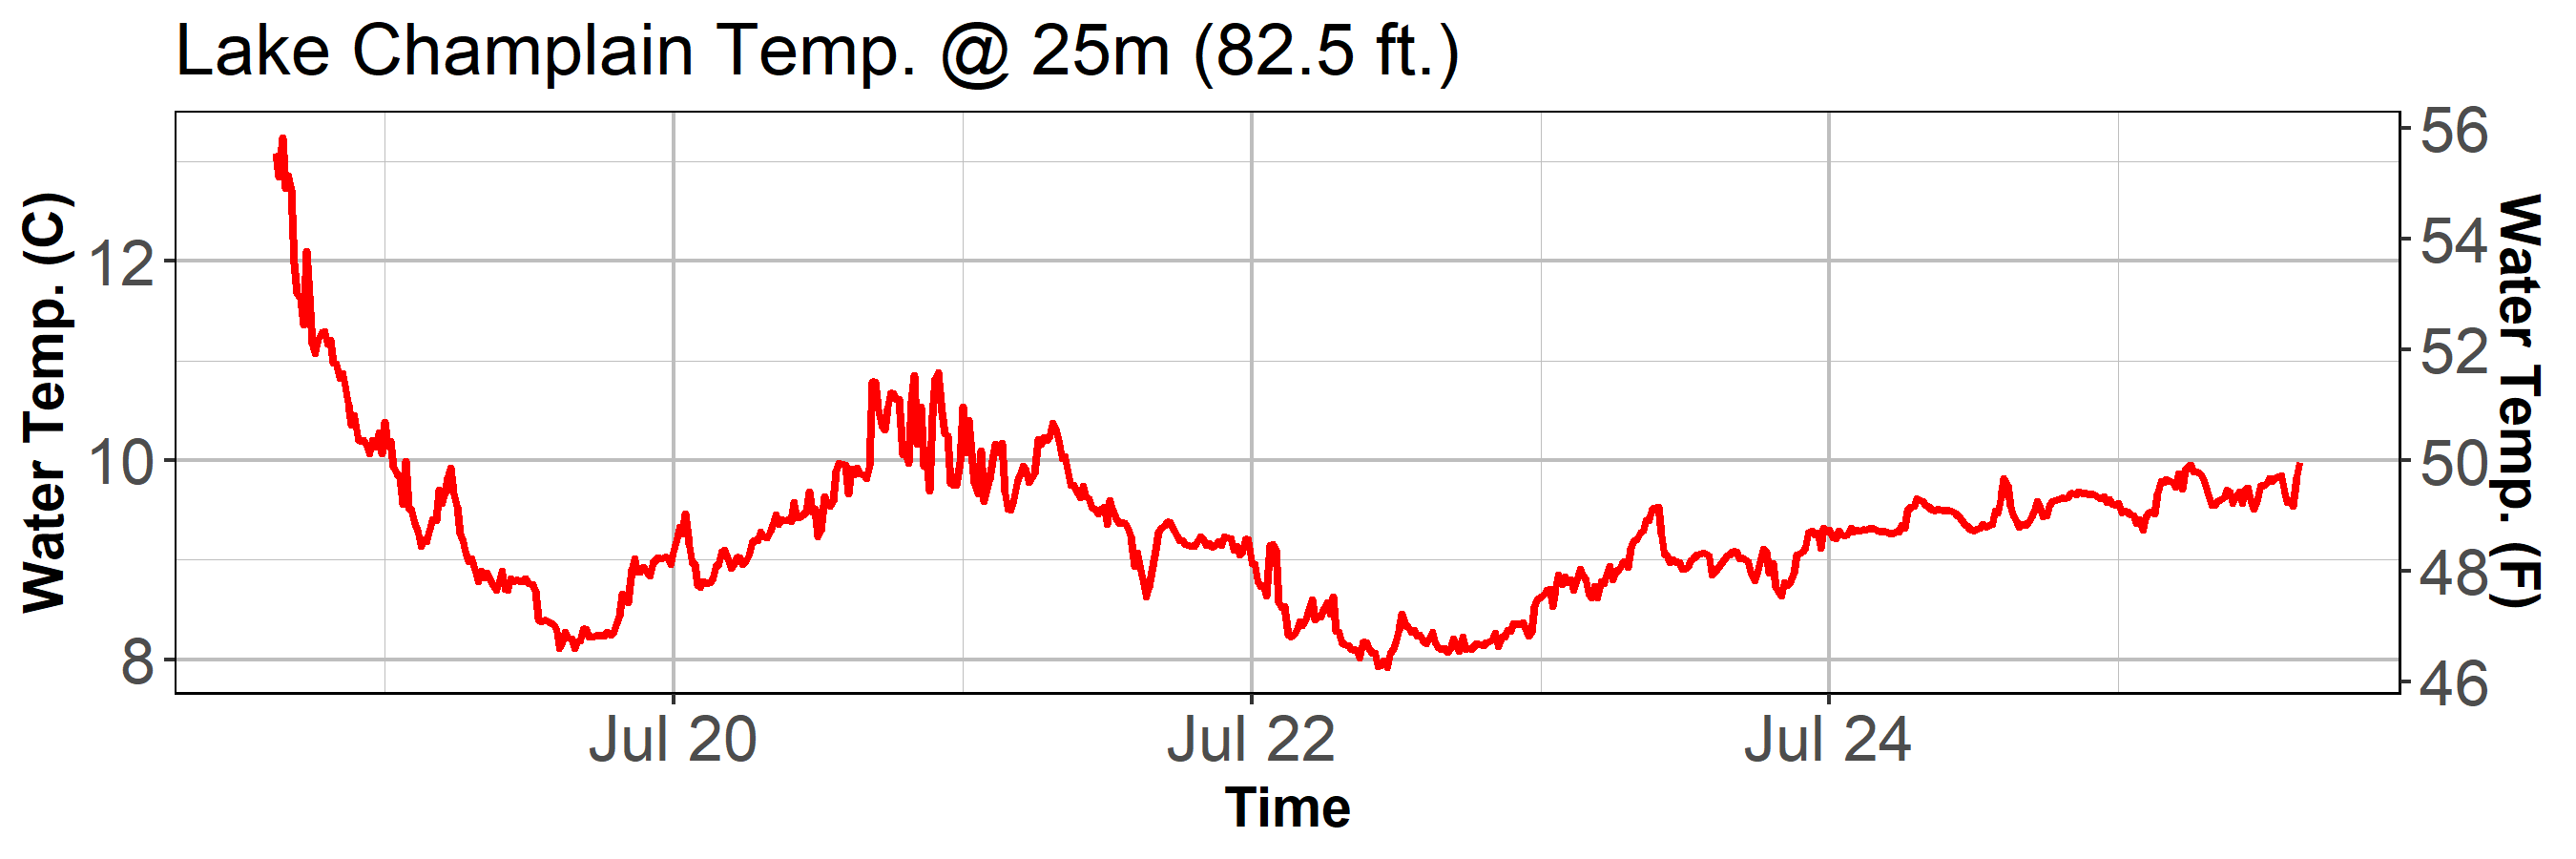 Lake Champlain Temp. @ 25m (82.5 ft.)
Water Temp. (C)
12
10
8
56
54
52
50
48
46
Water Temp. (F)
Jul 20
Jul 22
Jul 24
Time